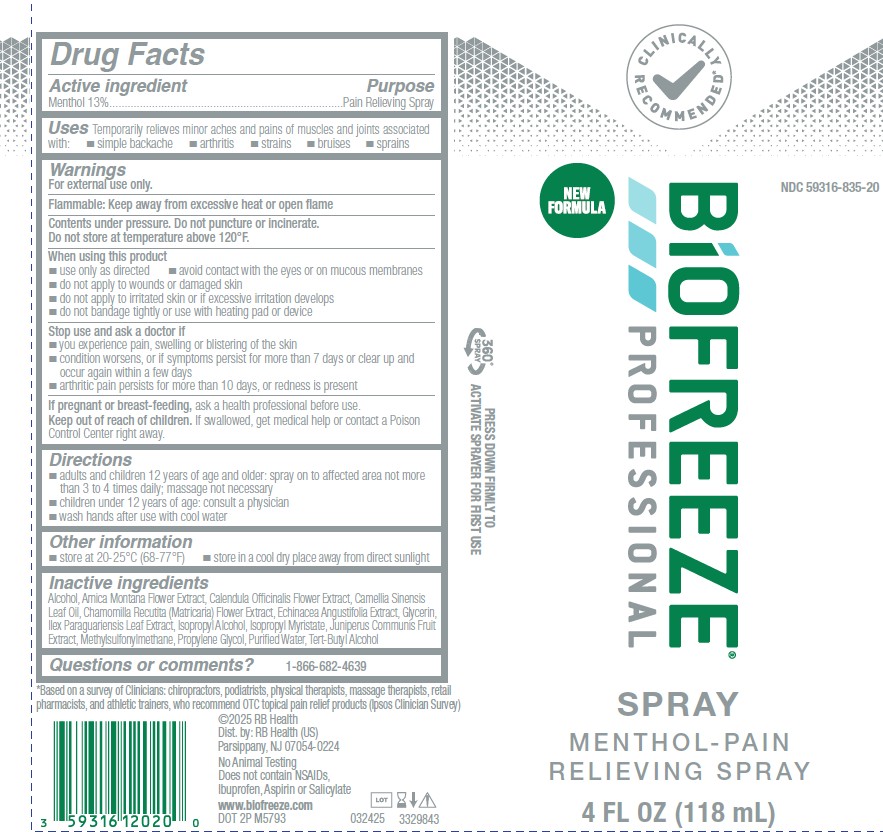 Drug Facts
Active ingredient Purpose
Menthol 13%......Pain Relieving Spray
Uses Temporarily relieves minor aches and pains of muscles and joints associated
with: ■ simple backache ■ arthritis ■ strains ■ bruises ■ sprains
Warnings
For external use only.
Flammable: Keep away from excessive heat or open flame
Contents under pressure. Do not puncture or incinerate.
Do not store at temperature above 120°F.
When using this product
■ use only as directed ■ avoid contact with the eyes or on mucous membranes
■ do not apply to wounds or damaged skin
■ do not apply to irritated skin or if excessive irritation develops
■ do not bandage tightly or use with heating pad or device
Stop use and ask a doctor if
■ you experience pain, swelling or blistering of the skin
■ condition worsens, or if symptoms persist for more than 7 days or clear up and
occur again within a few days
■ arthritic pain persists for more than 10 days, or redness is present
If pregnant or breast-feeding, ask a health professional before use.
Keep out of reach of children. If swallowed, get medical help or contact a Poison
Control Center right away.
Directions
■ adults and children 12 years of age and older: spray on to affected area not more
than 3 to 4 times daily; massage not necessary
■ children under 12 years of age: consult a physician
■ wash hands after use with cool water
Other information
■ store at 20-25°C (68-77°F) ■ store in a cool dry place away from direct sunlight
Inactive ingredients
Alcohol, Arnica Montana Flower Extract, Calendula Officinalis Flower Extract, Camellia Sinensis
Leaf Oil, Chamomilla Recutita (Matricaria) Flower Extract, Echinacea Angustifolia Extract, Glycerin,
Ilex Paraguariensis Leaf Extract, Isopropyl Alcohol, Isopropyl Myristate, Juniperus Communis Fruit
Extract, Methylsulfonylmethane, Propylene Glycol, Purified Water, Tert-Butyl Alcohol
Questions or comments? 1-866-682-4639
*Based on a survey of Clinicians: chiropractors, podiatrists, physical therapists, massage therapists, retail
pharmacists, and athletic trainers, who recommend OTC topical pain relief products (Ipsos Clinician Survey)
3 59316 12020 0
©2025 RB Health
Dist. by: RB Health (US)
Parsippany, NJ 07054-0224
No Animal Testing
Does not contain NSAIDs,
Ibuprofen, Aspirin or Salicylate
www.biofreeze.com
DOT 2P M5793
LOT
032425 3329843
360°
SPRAY
PRESS DOWN FIRMLY TO
ACTIVATE SPRAYER FOR FIRST USE
CLINICALLY
RECOMMENDED*
NEW
FORMULA
NDC 59316-835-20
BIOFREEZE®
PROFESSIONAL
SPRAY
MENTHOL-PAIN
RELIEVING SPRAY
4 FL OZ (118 mL)